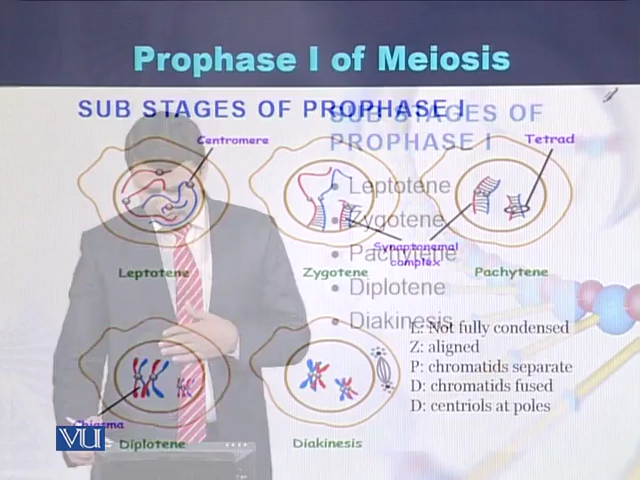 Prophase I of Meiosis
SUB STAGES OF PROPHASE I
SUB STAGES OF
PROPHASE I
Centromere
Tetrad
• Leptotene
• Zygotene
• Pachytene
• Diplotene
• Diakinesis
Synaptonemal
complex
Leptotene
Zygotene
Pachytene
L: Not fully condensed
Z: aligned
P: chromatids separate
D: chromatids fused
D: centriols at poles
Chiasma
VU
Diplotene
Diakinesis